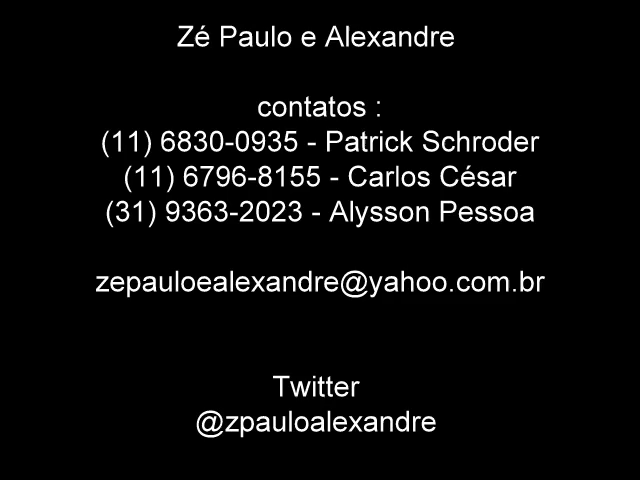 Zé Paulo e Alexandre
contatos :
(11) 6830-0935 - Patrick Schroder
(11) 6796-8155 - Carlos César
(31) 9363-2023 - Alysson Pessoa
zepauloealexandre@yahoo.com.br
Twitter
@zpauloalexandre